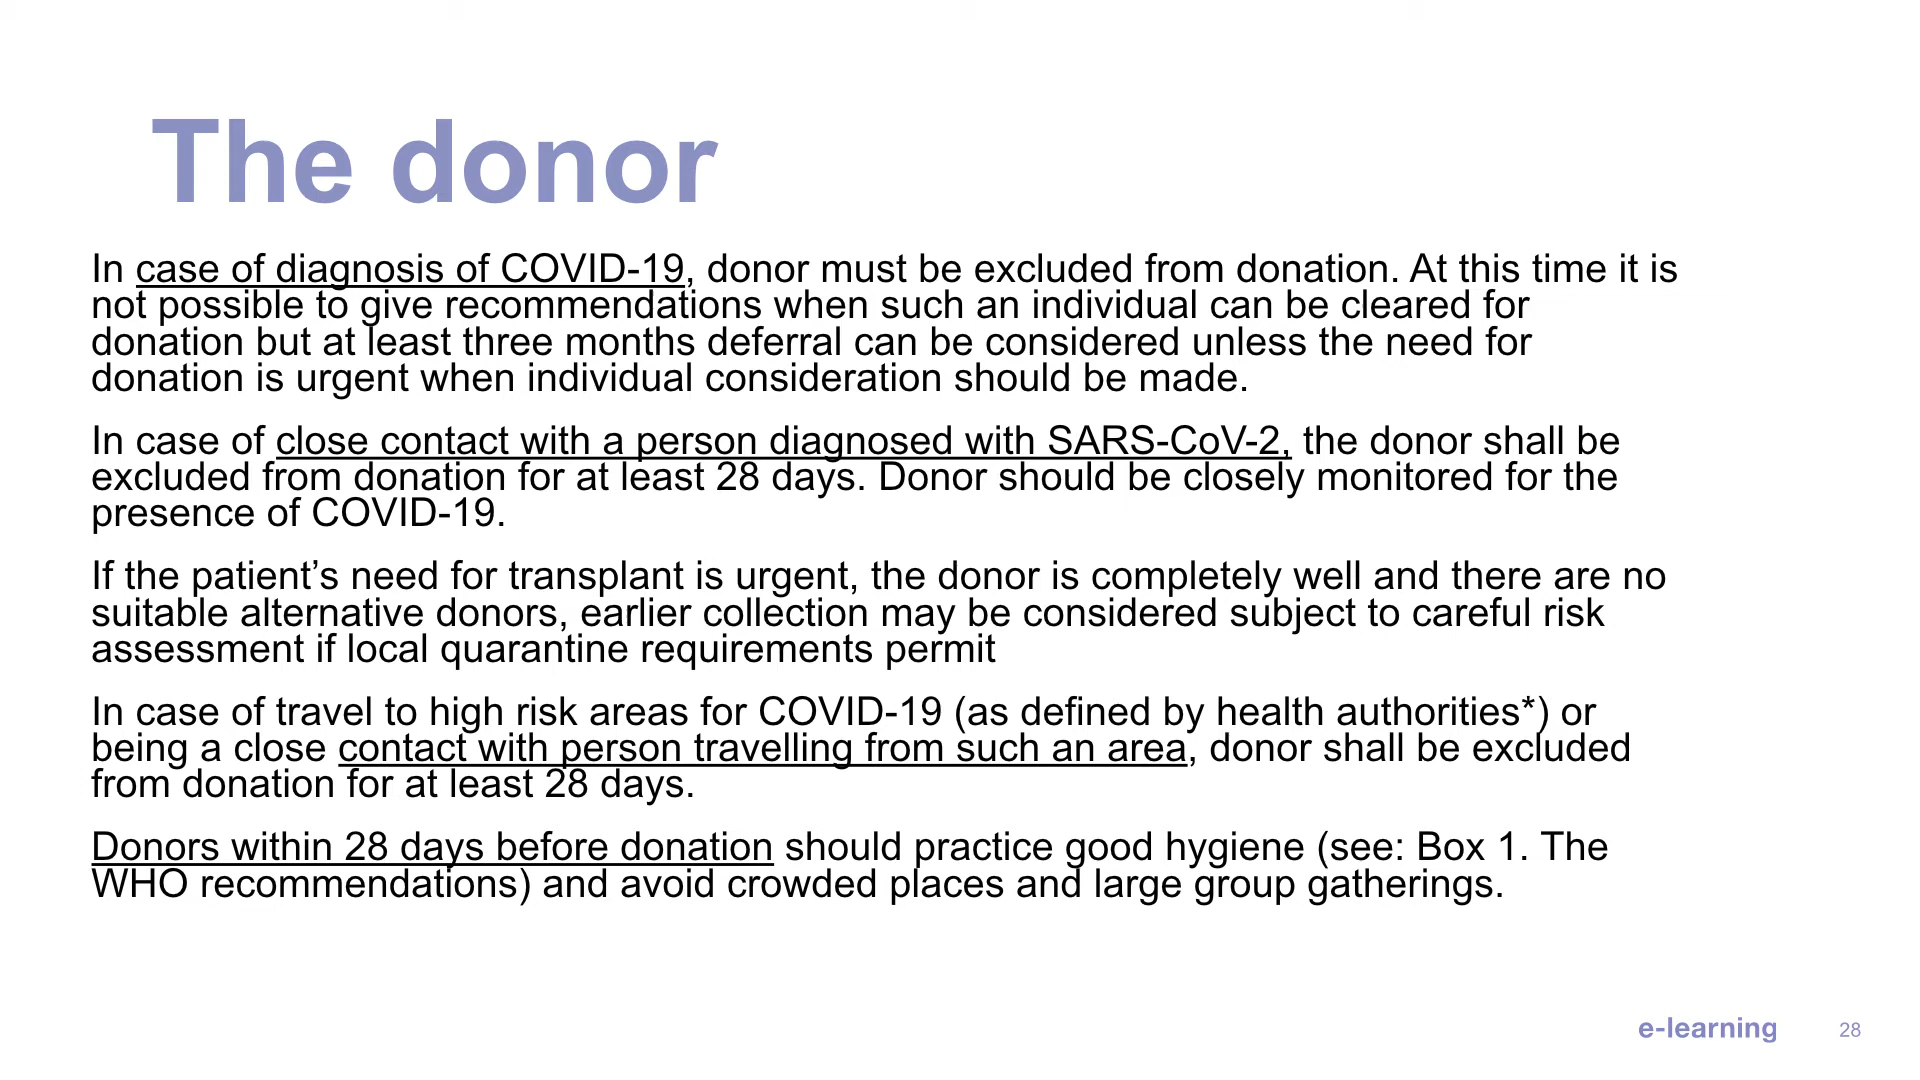 The donor
In case of diagnosis of COVID-19, donor must be excluded from donation. At this time it is
not possible to give recommendations when such an individual can be cleared for
donation but at least three months deferral can be considered unless the need for
donation is urgent when individual consideration should be made.
In case of close contact with a person diagnosed with SARS-CoV-2, the donor shall be
excluded from donation for at least 28 days. Donor should be closely monitored for the
presence of COVID-19.
If the patient’s need for transplant is urgent, the donor is completely well and there are no
suitable alternative donors, earlier collection may be considered subject to careful risk
assessment if local quarantine requirements permit
In case of travel to high risk areas for COVID-19 (as defined by health authorities*) or
being a close contact with person travelling from such an area, donor shall be excluded
from donation for at least 28 days.
Donors within 28 days before donation should practice good hygiene (see: Box 1. The
WHO recommendations) and avoid crowded places and large group gatherings.
e-learning 28